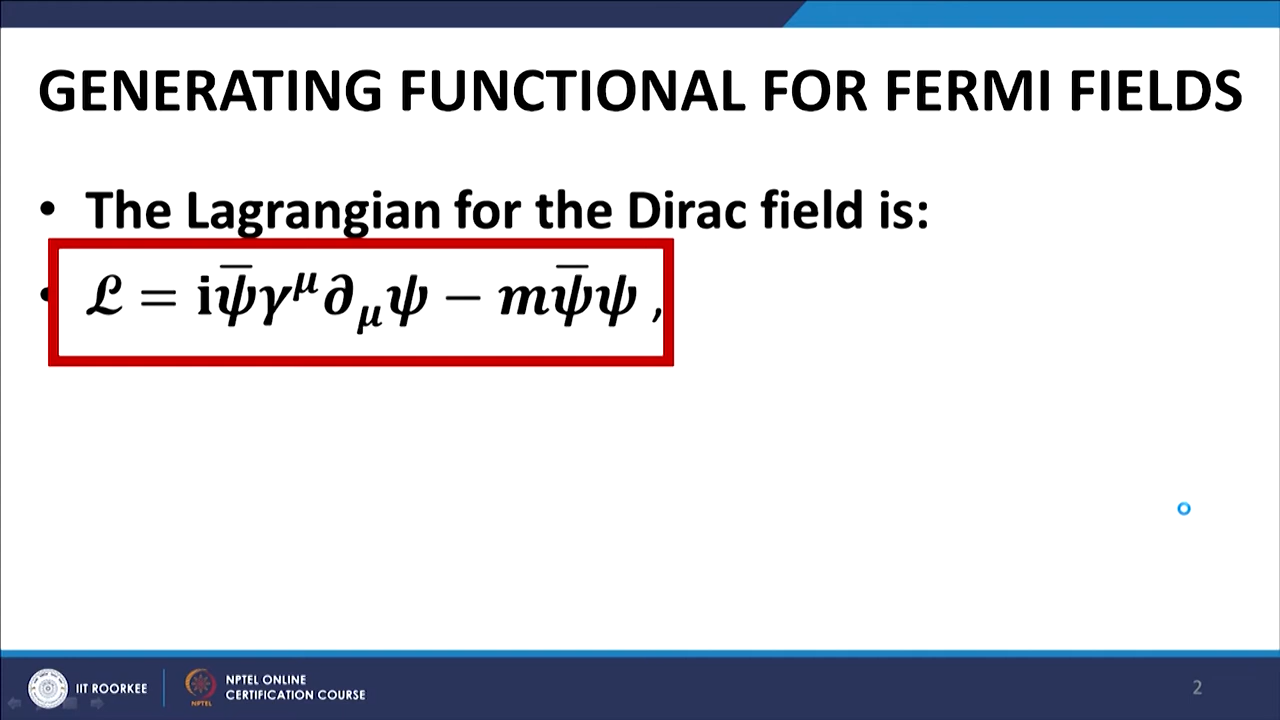 GENERATING FUNCTIONAL FOR FERMI FIELDS
• The Lagrangian for the Dirac field is:
• ℒ = iψ̅γ^μ∂_μψ − mψ̅ψ ,
IIT ROORKEE
NPTEL
NPTEL ONLINE
CERTIFICATION COURSE
2